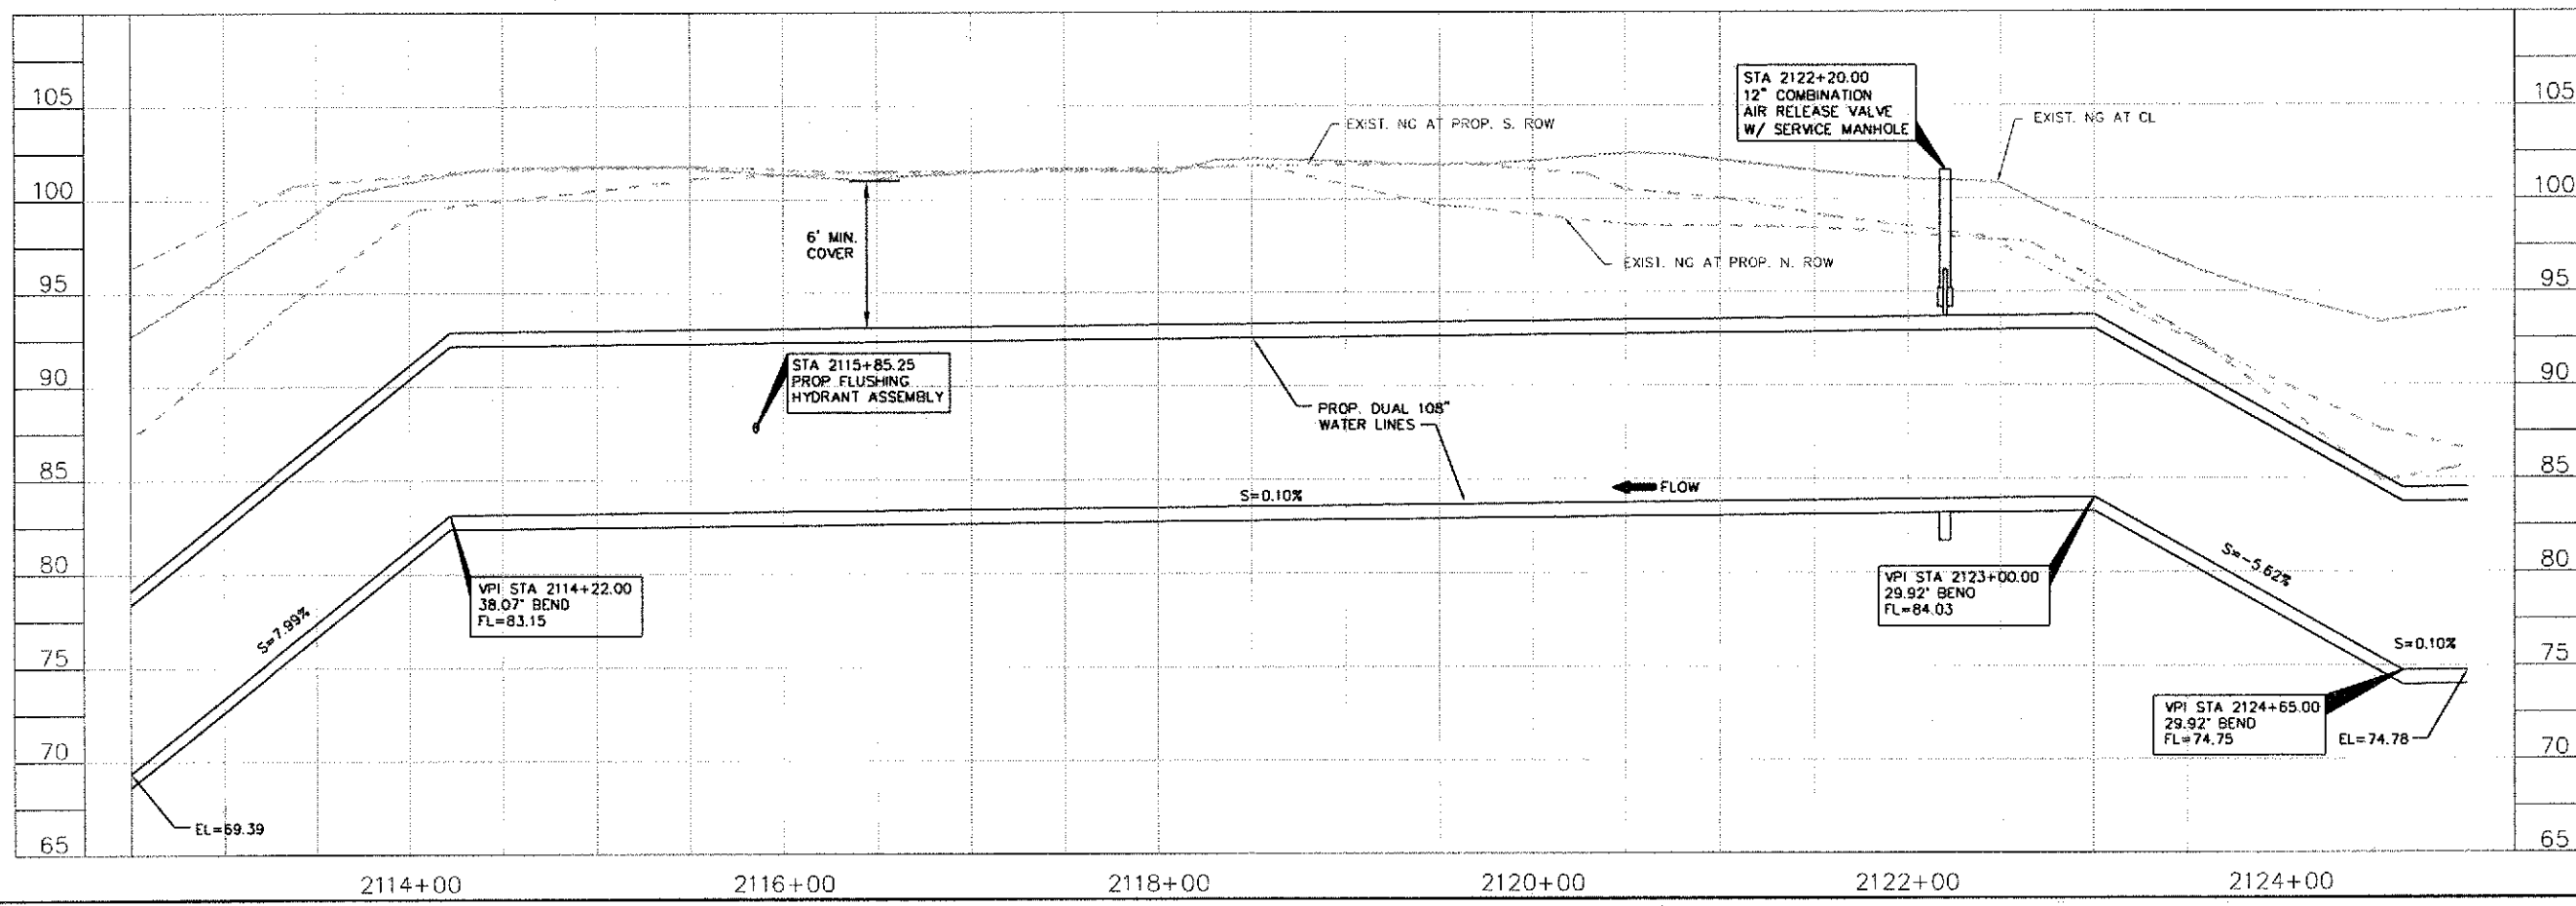 105
100
95
90
85
80
75
70
65
STA 2122+20.00
12" COMBINATION
AIR RELEASE VALVE
W/ SERVICE MANHOLE
EXIST. NG AT PROP. S. ROW
EXIST. NG AT CL
6' MIN.
COVER
EXIST. NG AT PROP. N. ROW
STA 2115+85.25
PROP FLUSHING
HYDRANT ASSEMBLY
PROP. DUAL 108"
WATER LINES
S=0.10%
FLOW
VPI STA 2114+22.00
38.07° BEND
FL=83.15
VPI STA 2123+00.00
29.92° BEND
FL=84.03
S=-5.62%
S=7.99%
S=0.10%
VPI STA 2124+65.00
29.92° BEND
FL=74.75
EL=74.78
EL=69.39
105
100
95
90
85
80
75
70
65
2114+00
2116+00
2118+00
2120+00
2122+00
2124+00